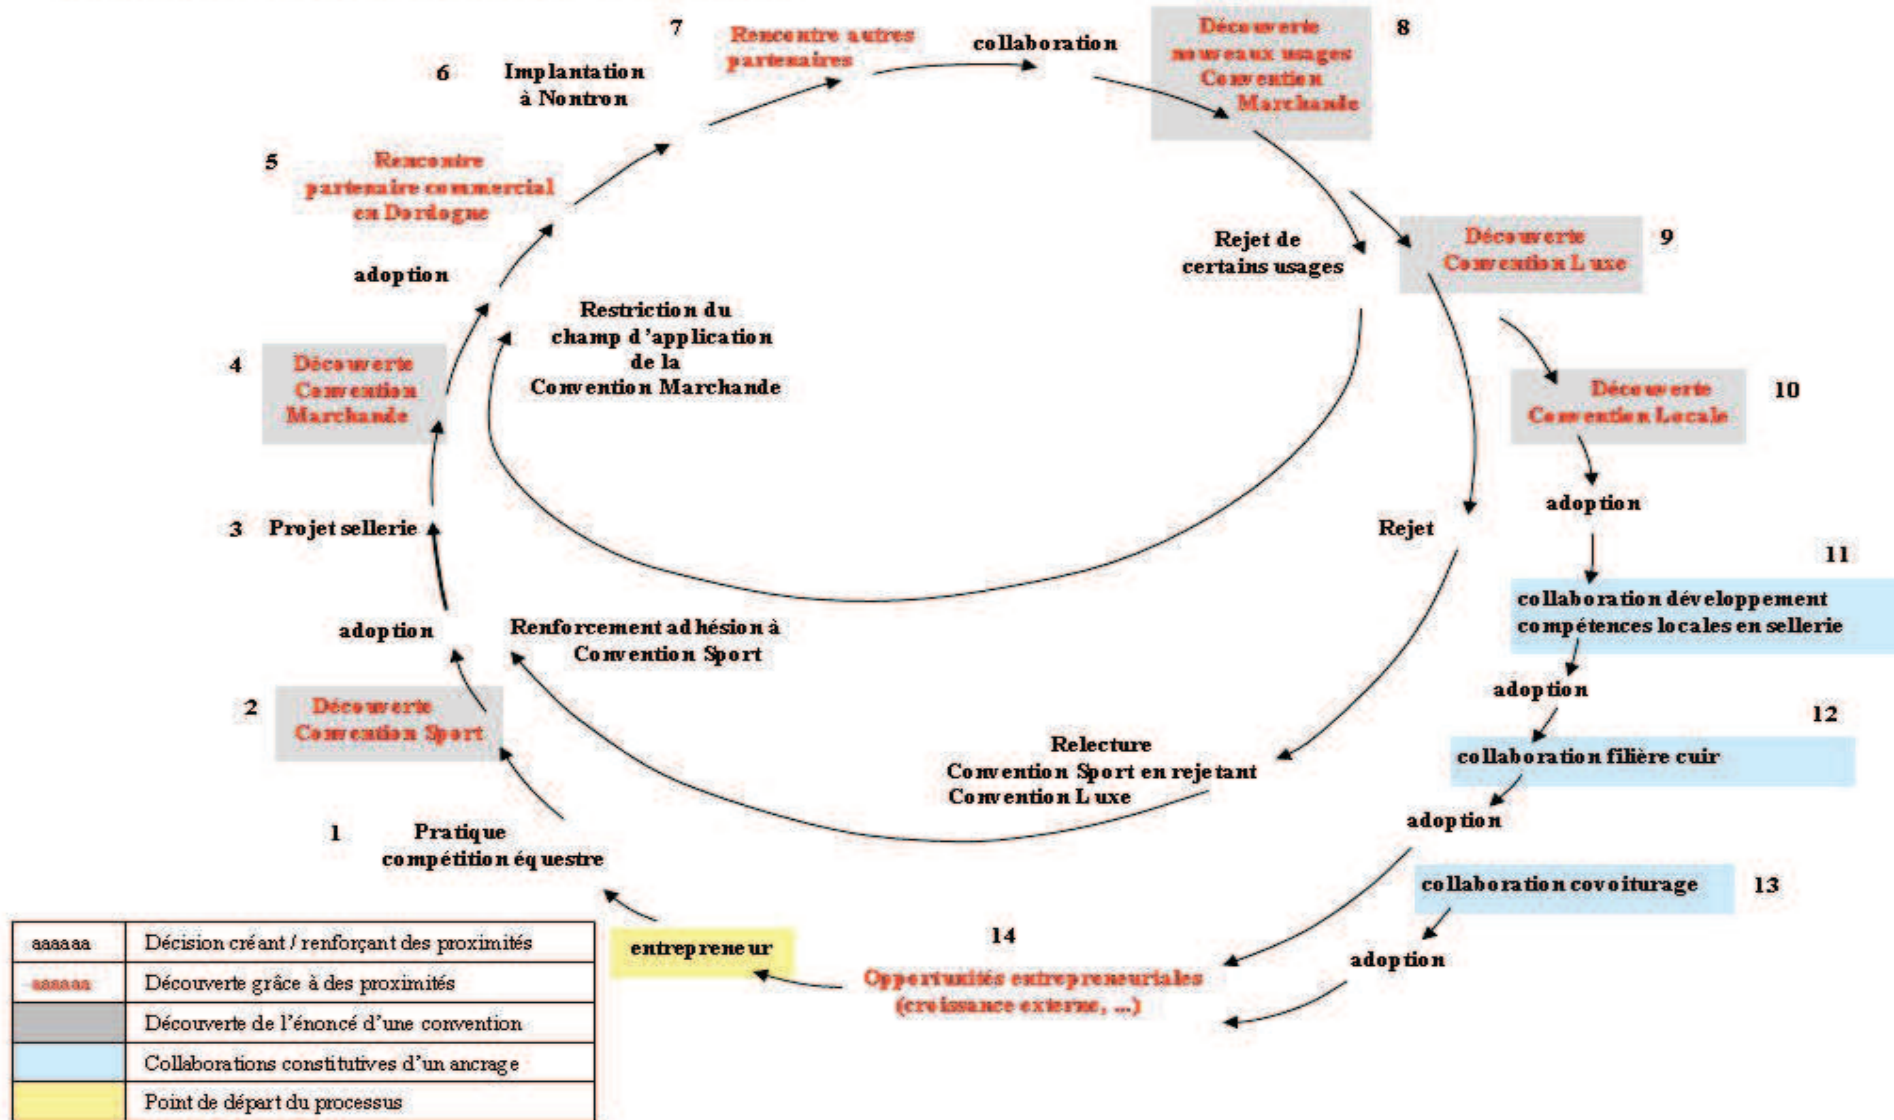 7
Rencontre autres
partenaires
collaboration
Découverte
nouveaux usages
Convention
Marchande
8
6
Implantation
à Nontron
5
Rencontre
partenaire commercial
en Dordogne
Rejet de
certains usages
Découverte
Convention Luxe
9
adoption
Restriction du
champ d'application
de la
Convention Marchande
4
Découverte
Convention
Marchande
Découverte
Convention Locale
10
adoption
3
Projet sellerie
Rejet
11
collaboration développement
compétences locales en sellerie
adoption
Renforcement adhésion à
Convention Sport
adoption
2
Découverte
Convention Sport
12
collaboration filière cuir
Relecture
Convention Sport en rejetant
Convention Luxe
adoption
1
Pratique
compétition équestre
collaboration covoiturage
13
entrepreneur
14
Opportunités entrepreneuriales
(croissance externe, ...)
adoption
aaaaaa
Décision créant / renforçant des proximités
aaaaaa
Découverte grâce à des proximités
Découverte de l'énoncé d'une convention
Collaborations constitutives d'un ancrage
Point de départ du processus